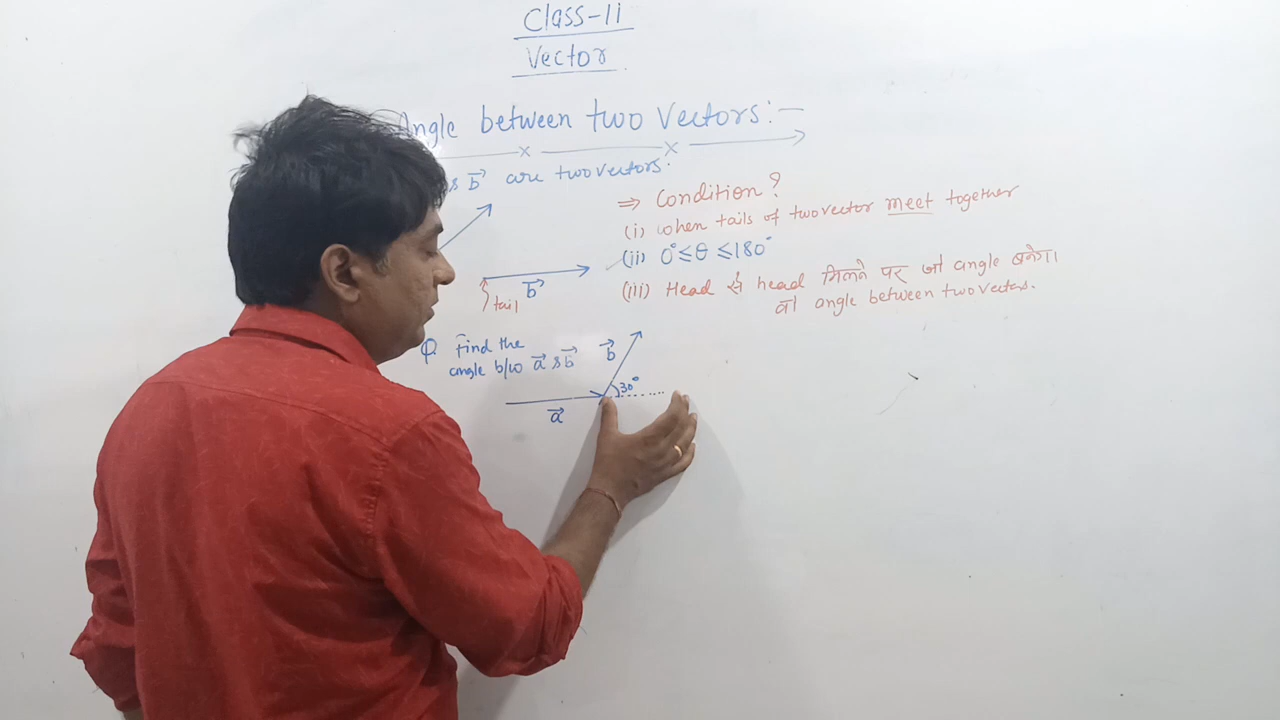 Class-11
Vector
Angle between two Vectors:-
& b⃗ are two vectors.
⇒ Condition?
(i) When tails of two vector meet together
(ii) 0° ≤ θ ≤ 180°
(iii) Head से head मिलने पर जो angle बनेगा
वो angle between two vectors.
b⃗
tail
Q. Find the
angle b/w a⃗ & b⃗
b⃗
30°
a⃗